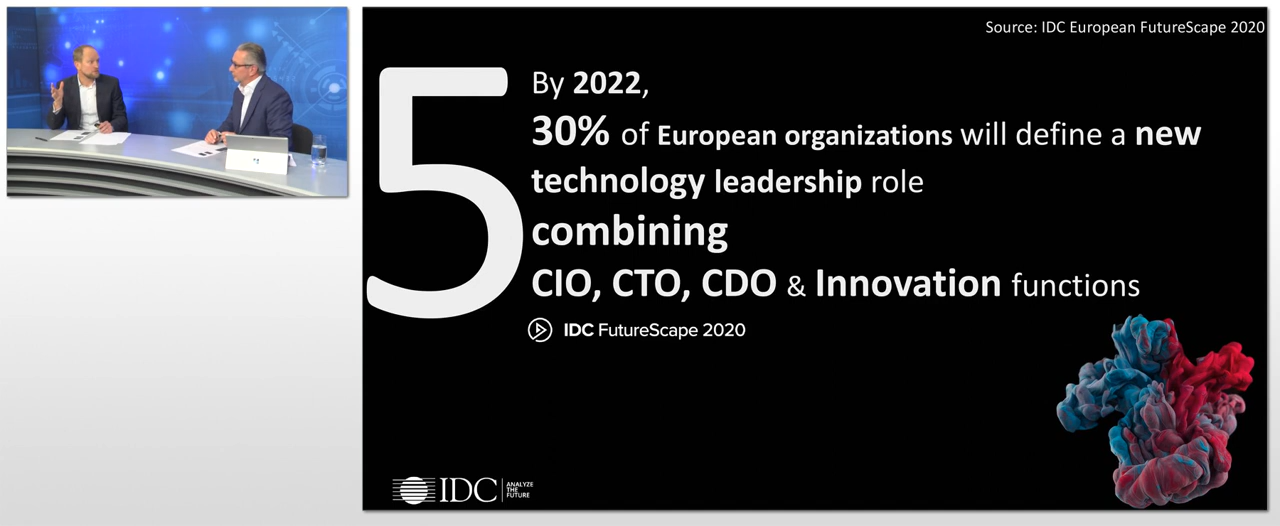 Source: IDC European FutureScape 2020
5
By 2022,
30% of European organizations will define a new
technology leadership role
combining
CIO, CTO, CDO & Innovation functions
IDC FutureScape 2020
IDC
ANALYZE
THE
FUTURE